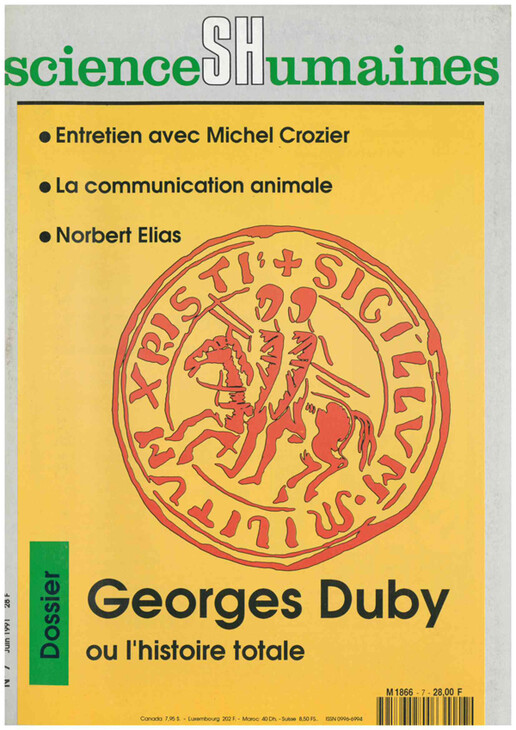 scienceSHumaines
● Entretien avec Michel Crozier
● La communication animale
● Norbert Elias
+ SIGILLVM · MILITVM XPISTI
Dossier
Georges Duby
ou l'histoire totale
N° 7 Juin 1991 28 F
M 1866 - 7 - 28,00 F
Canada 7,95 $. - Luxembourg 202 F. - Maroc 40 Dh. - Suisse 8,50 FS. ISSN 0996-6994